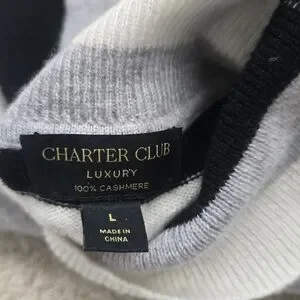 CHARTER CLUB
LUXURY
100% CASHMERE
L
MADE IN
CHINA